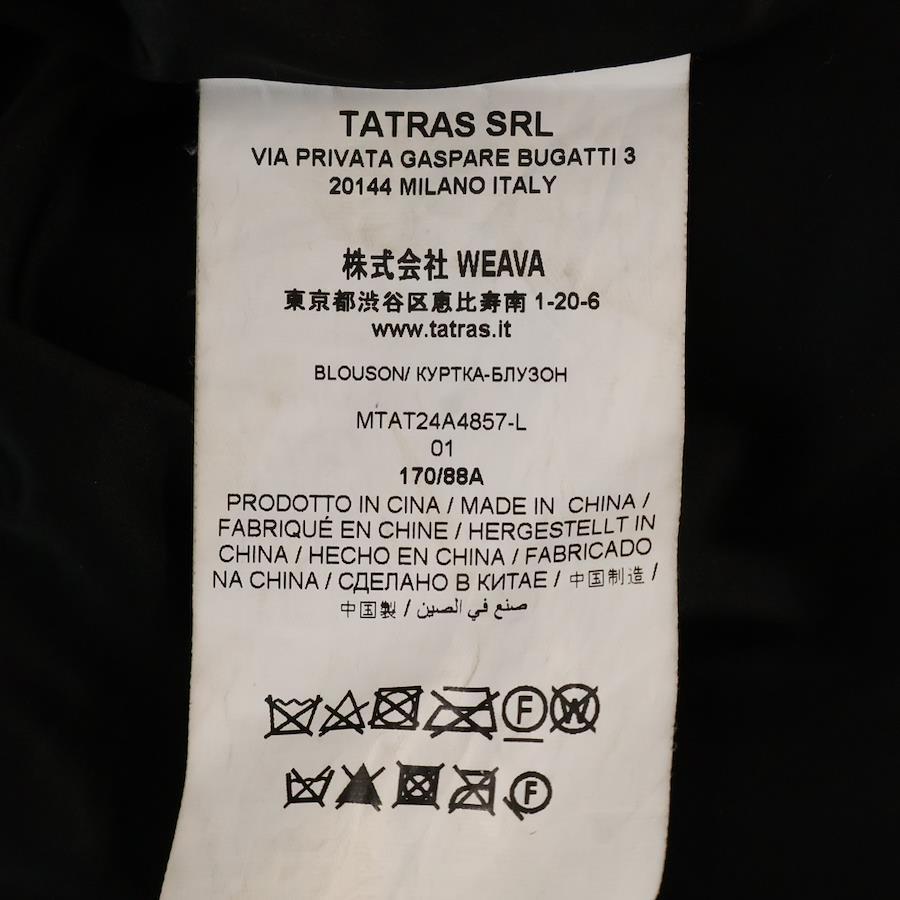 TATRAS SRL
VIA PRIVATA GASPARE BUGATTI 3
20144 MILANO ITALY
株式会社 WEAVA
東京都渋谷区恵比寿南 1-20-6
www.tatras.it
BLOUSON/ КУРТКА-БЛУЗОН
MTAT24A4857-L
01
170/88A
PRODOTTO IN CINA / MADE IN CHINA /
FABRIQUÉ EN CHINE / HERGESTELLT IN
CHINA / HECHO EN CHINA / FABRICADO
NA CHINA / СДЕЛАНО В КИТАЕ / 中国制造 /
中国製 / صنع في الصين
F W
F